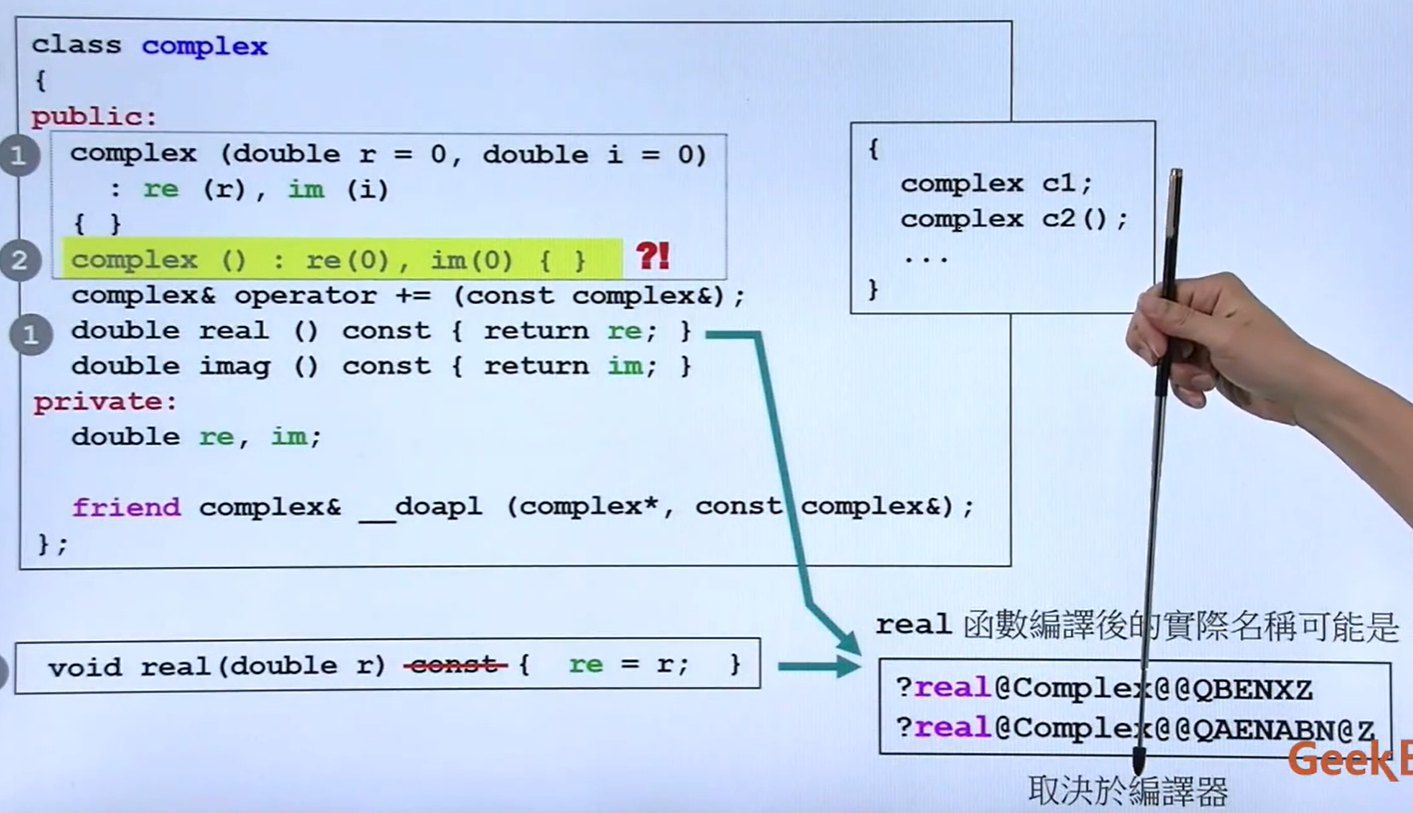 class complex
{
public:
1
complex (double r = 0, double i = 0)
: re (r), im (i)
{ }
2
complex () : re(0), im(0) { } ?!
complex& operator += (const complex&);
1
double real () const { return re; }
double imag () const { return im; }
private:
double re, im;
friend complex& __doapl (complex*, const complex&);
};
{
complex c1;
complex c2();
...
}
void real(double r) const { re = r; }
real 函數編譯後的實際名稱可能是
?real@Complex@@QBENXZ
?real@Complex@@QAENABN@Z
取決於編譯器